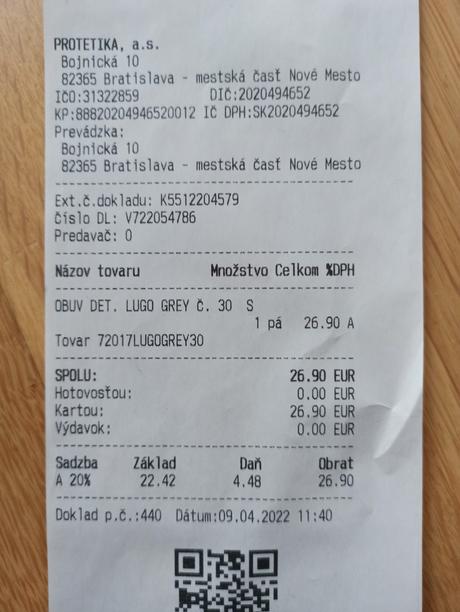 PROTETIKA, a.s.
Bojnická 10
82365 Bratislava - mestská časť Nové Mesto
IČO:31322859 DIČ:2020494652
KP:88820204946520012 IČ DPH:SK2020494652
Prevádzka:
Bojnická 10
82365 Bratislava - mestská časť Nové Mesto
Ext.č.dokladu: K5512204579
číslo DL: V722054786
Predavač: 0
Názov tovaru Množstvo Celkom %DPH
OBUV DET. LUGO GREY č. 30 S
1 pá 26.90 A
Tovar 72017LUGOGREY30
SPOLU: 26.90 EUR
Hotovosťou: 0.00 EUR
Kartou: 26.90 EUR
Výdavok: 0.00 EUR
Sadzba Základ Daň Obrat
A 20% 22.42 4.48 26.90
Doklad p.č.:440 Dátum:09.04.2022 11:40